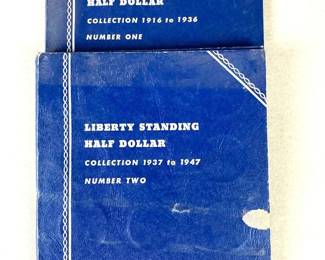 HALF DOLLAR
COLLECTION 1916 to 1936
NUMBER ONE
LIBERTY STANDING
HALF DOLLAR
COLLECTION 1937 to 1947
NUMBER TWO